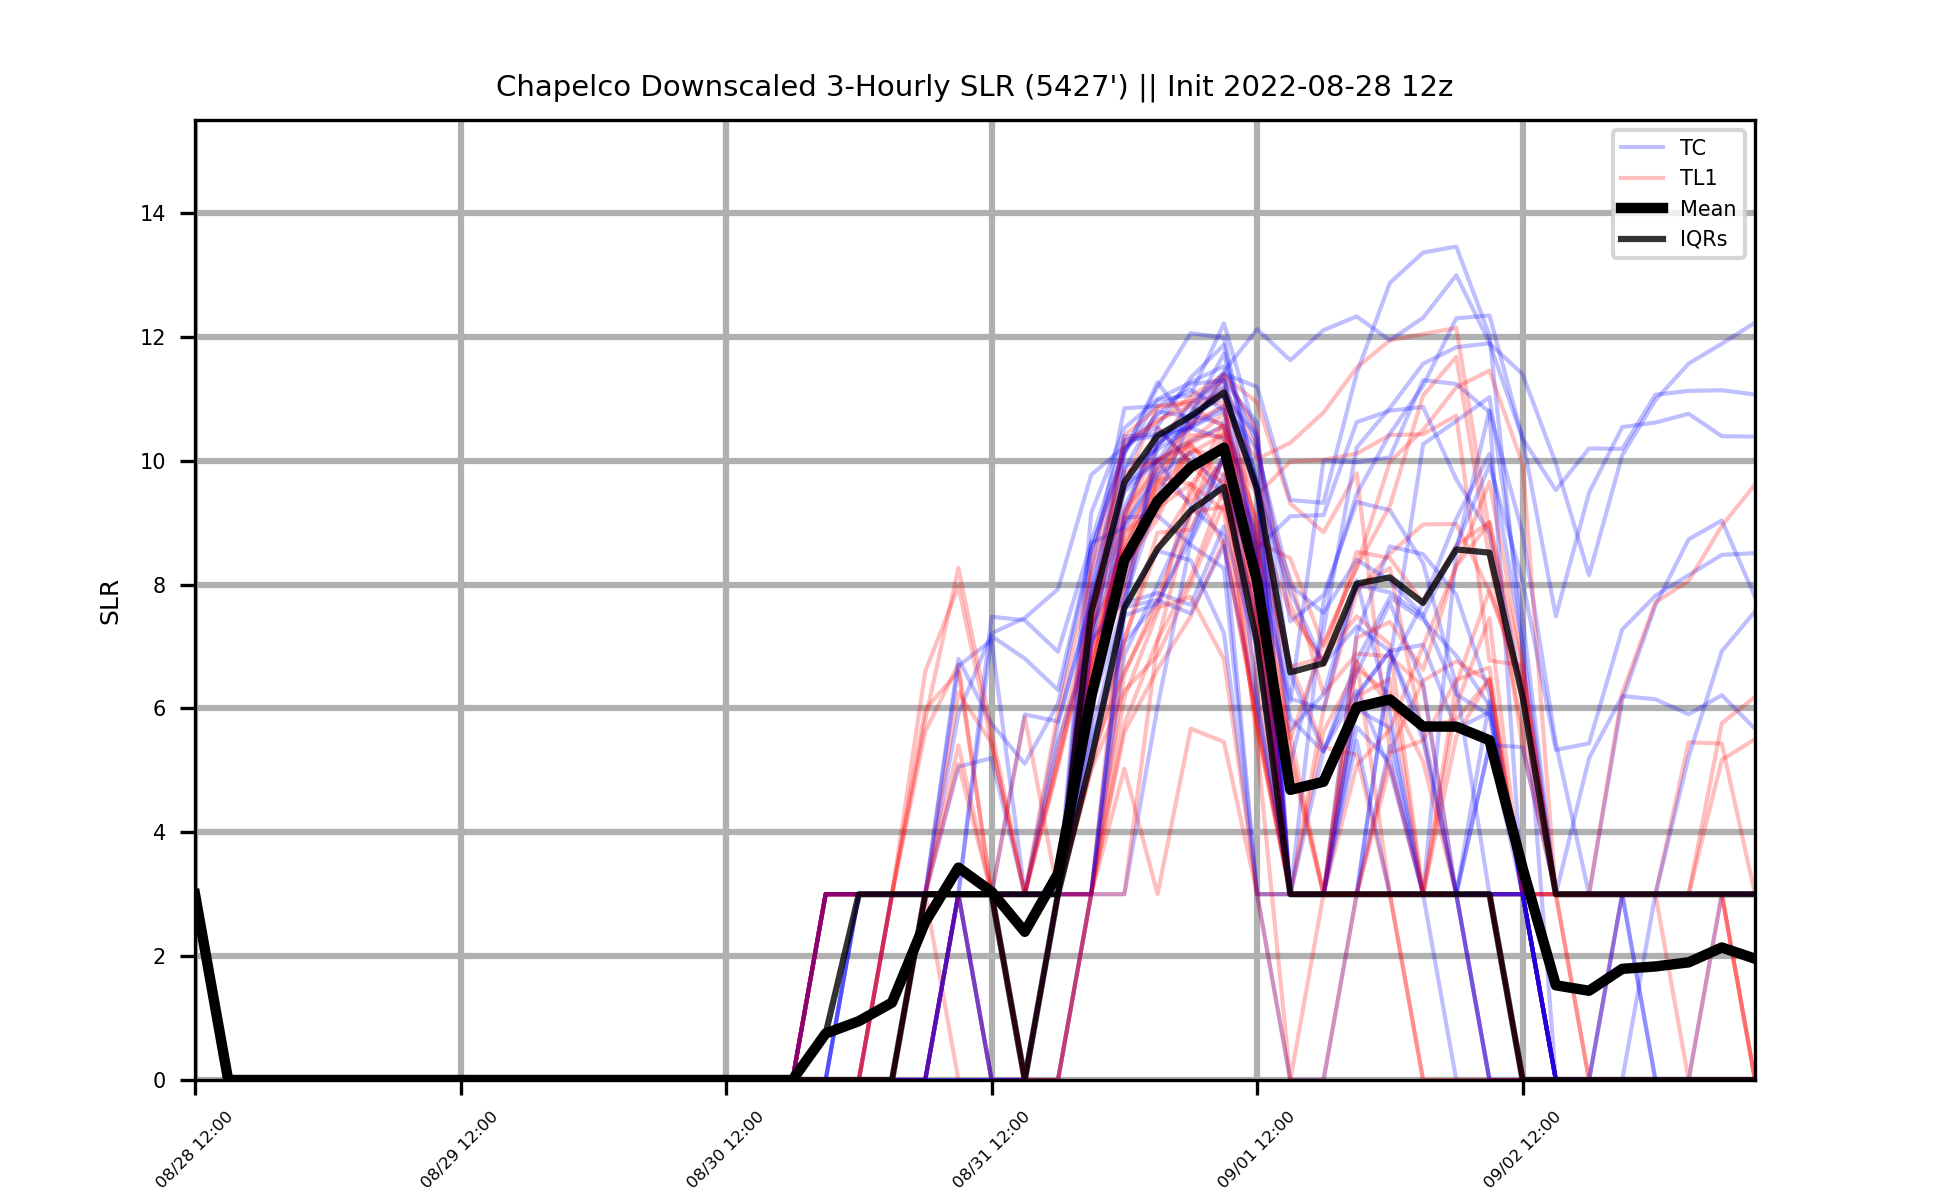 Chapelco Downscaled 3-Hourly SLR (5427') || Init 2022-08-28 12z
TC
TL1
Mean
IQRs
SLR
14
12
10
8
6
4
2
0
08/28 12:00
08/29 12:00
08/30 12:00
08/31 12:00
09/01 12:00
09/02 12:00